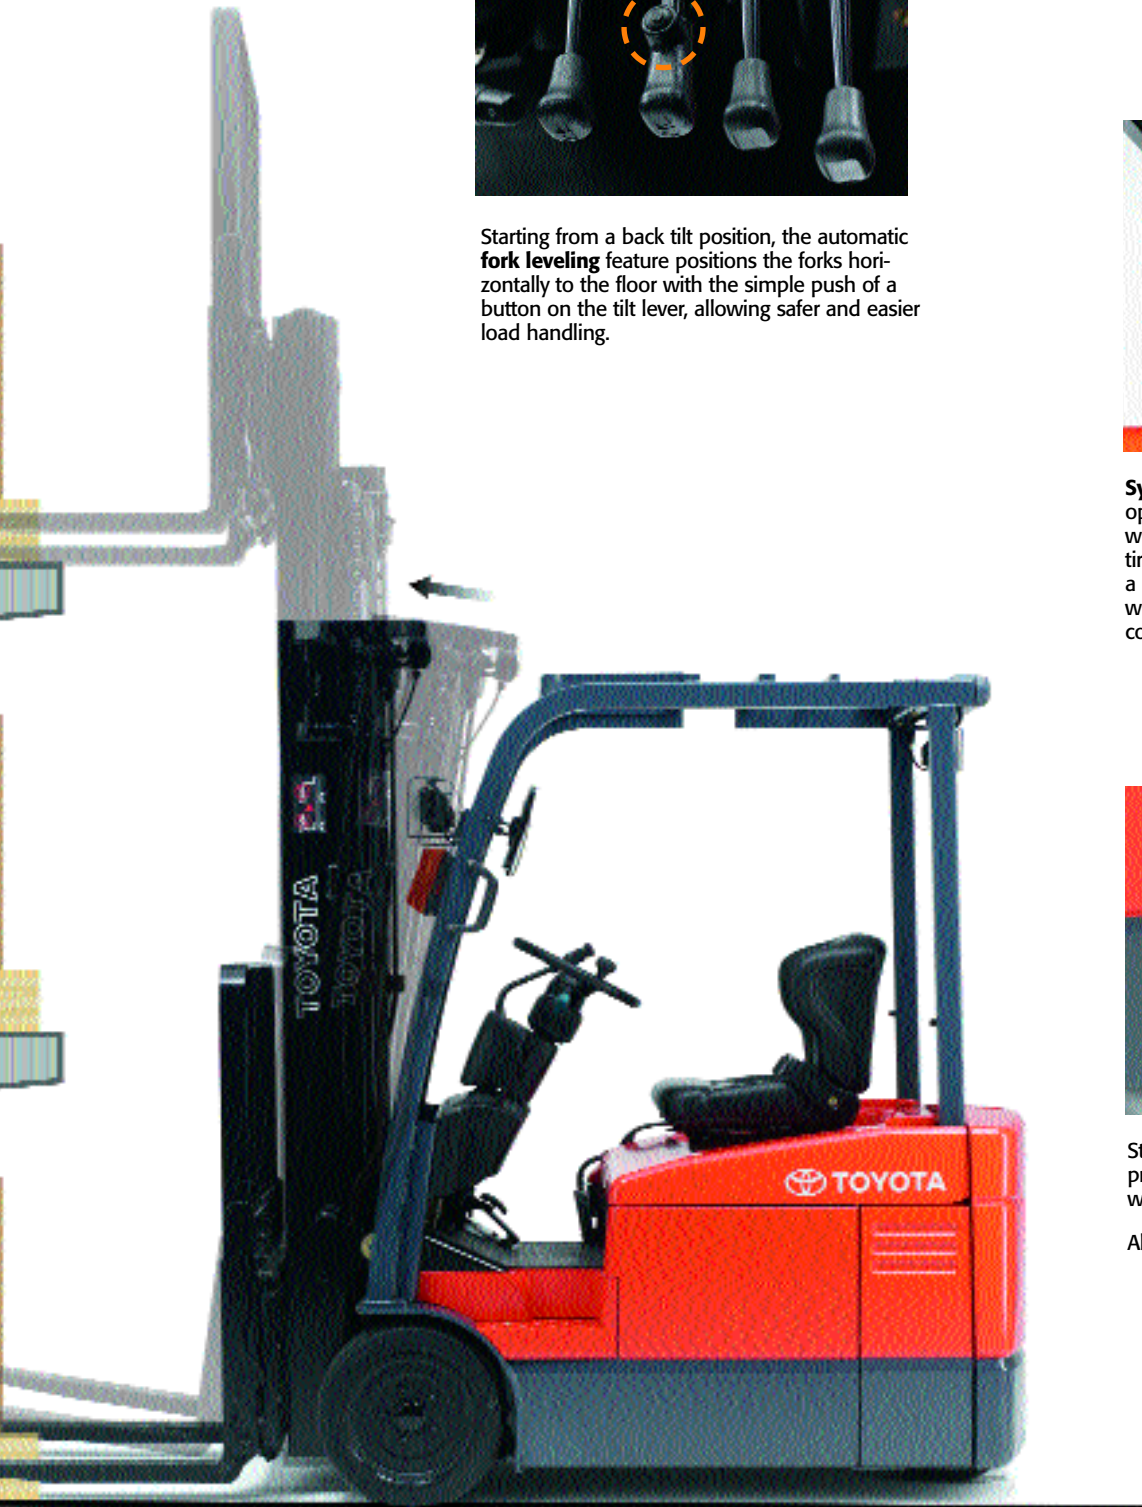 Starting from a back tilt position, the automatic
fork leveling feature positions the forks hori-
zontally to the floor with the simple push of a
button on the tilt lever, allowing safer and easier
load handling.
TOYOTA
TOYOTA
TOYOTA